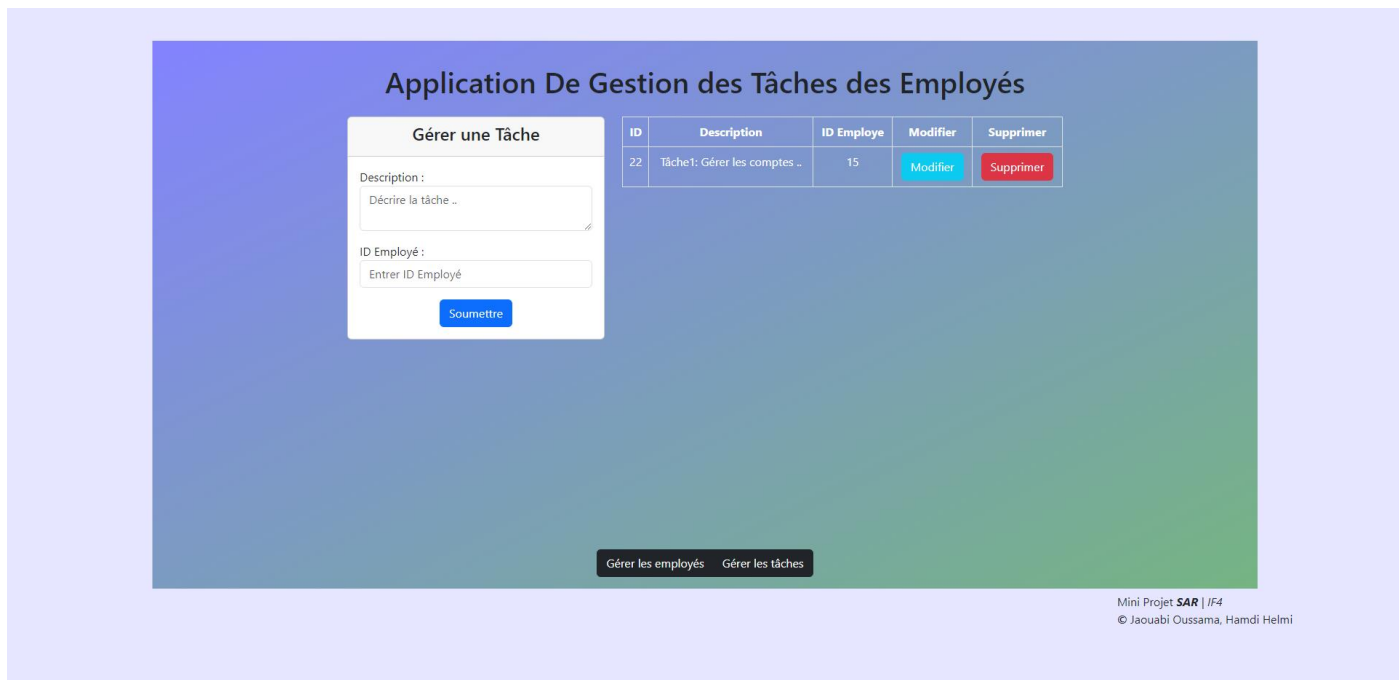 Application De Gestion des Tâches des Employés
Gérer une Tâche
Description :
Décrire la tâche ..
ID Employé :
Entrer ID Employé
Soumettre
ID Description ID Employe Modifier Supprimer
22 Tâche1: Gérer les comptes .. 15 Modifier Supprimer
Gérer les employés Gérer les tâches
Mini Projet SAR | IF4
© Jaouabi Oussama, Hamdi Helmi